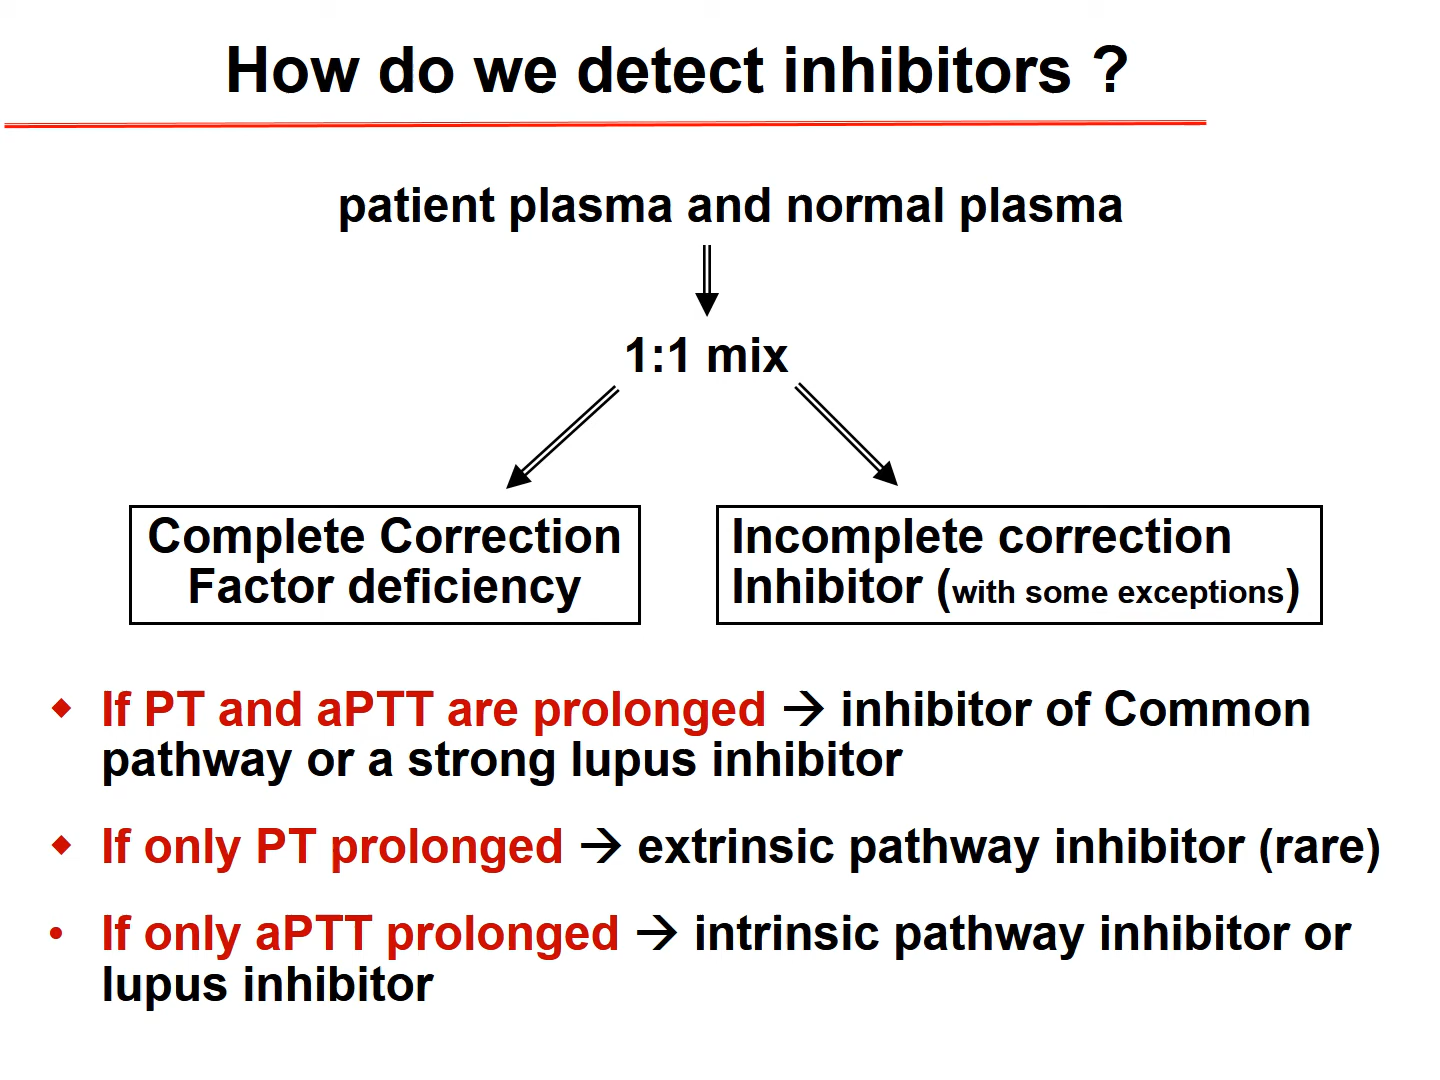 How do we detect inhibitors ?
patient plasma and normal plasma
1:1 mix
Complete Correction
Factor deficiency
Incomplete correction
Inhibitor (with some exceptions)
◆ If PT and aPTT are prolonged → inhibitor of Common
pathway or a strong lupus inhibitor
◆ If only PT prolonged → extrinsic pathway inhibitor (rare)
• If only aPTT prolonged → intrinsic pathway inhibitor or
lupus inhibitor